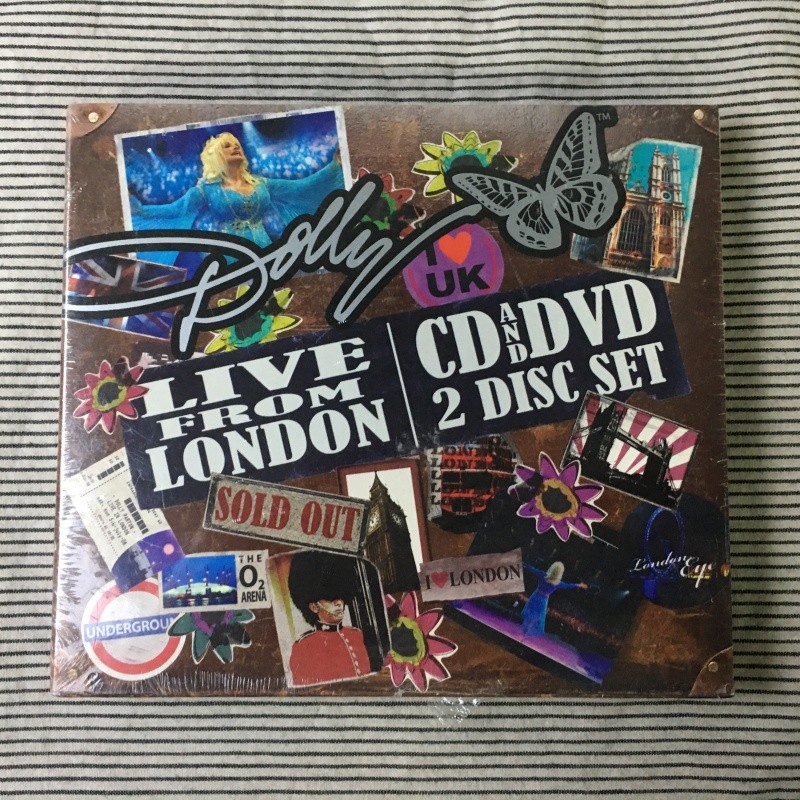 Dolly
TM
I ♥ UK
LIVE
FROM
LONDON
CD AND DVD
2 DISC SET
SOLD OUT
THE
O2
ARENA
I ♥ LONDON
London
Eye
UNDERGROUN